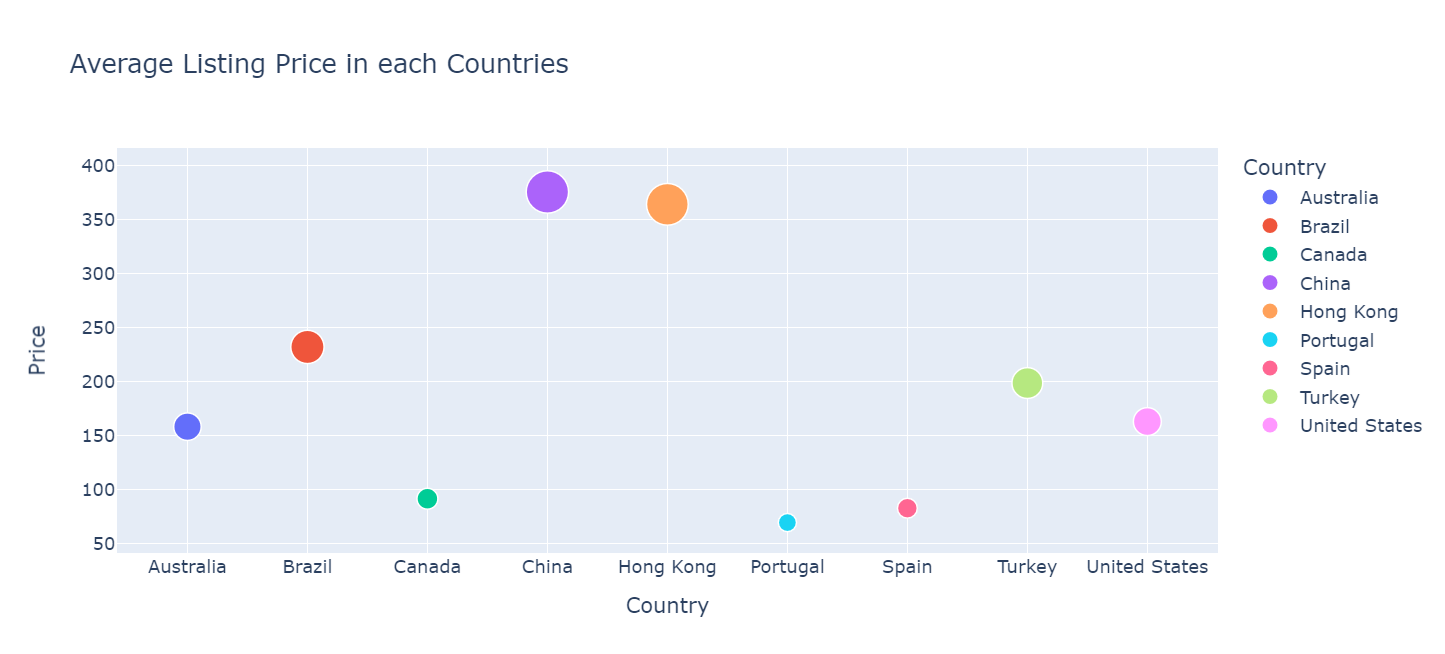 Average Listing Price in each Countries
Price
400
350
300
250
200
150
100
50
Australia Brazil Canada China Hong Kong Portugal Spain Turkey United States
Country
Country
Australia
Brazil
Canada
China
Hong Kong
Portugal
Spain
Turkey
United States